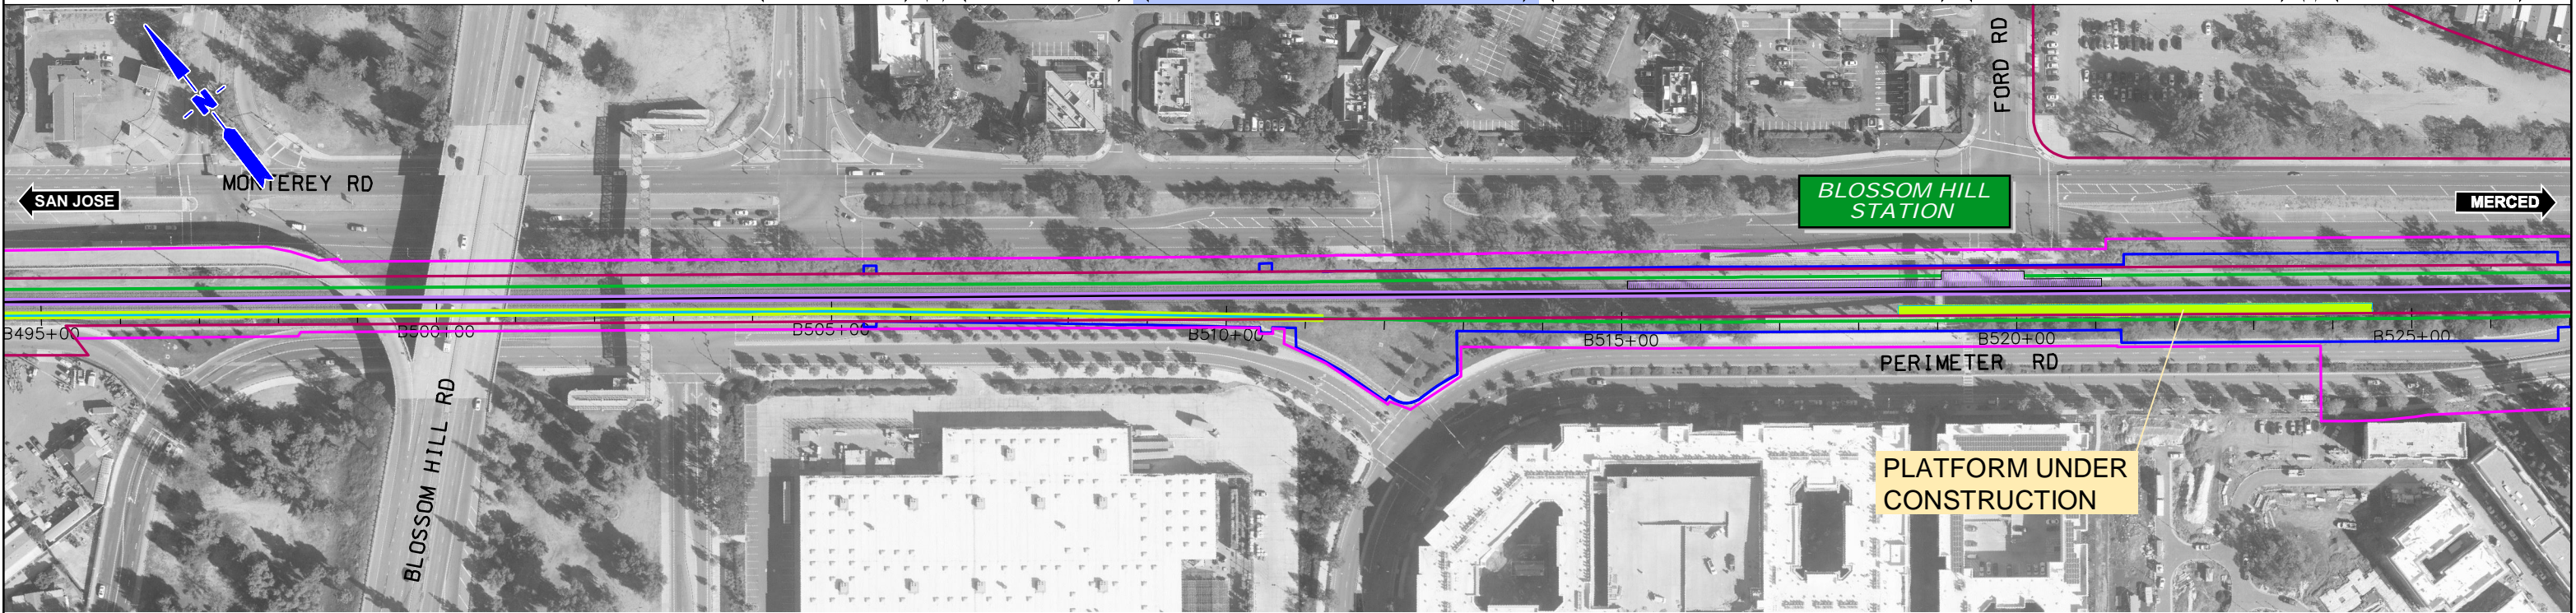 FORD RD
MONTEREY RD
SAN JOSE
BLOSSOM HILL
STATION
MERCED
B495+00
B500+00
B505+00
B510+00
B515+00
B520+00
B525+00
PERIMETER RD
BLOSSOM HILL RD
PLATFORM UNDER
CONSTRUCTION
N